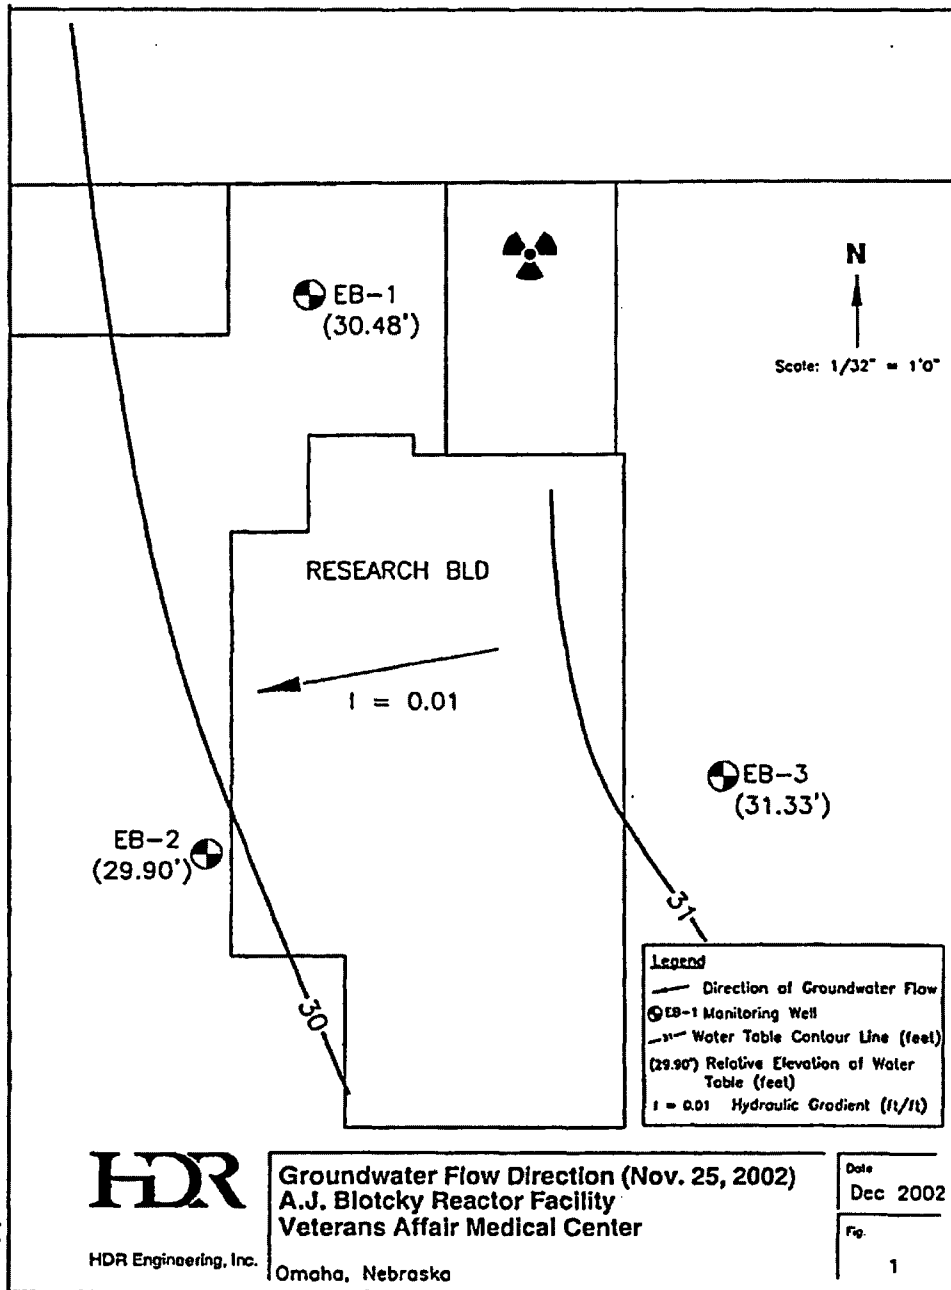 EB-1
(30.48')
N
Scale: 1/32" = 1'0"
RESEARCH BLD
I = 0.01
EB-3
(31.33')
EB-2
(29.90')
31
30
Legend
Direction of Groundwater Flow
EB-1 Monitoring Well
31 Water Table Contour Line (feet)
(29.90') Relative Elevation of Water
Table (feet)
I = 0.01 Hydraulic Gradient (ft/ft)
HDR
HDR Engineering, Inc.
Groundwater Flow Direction (Nov. 25, 2002)
A.J. Blotcky Reactor Facility
Veterans Affair Medical Center
Omaha, Nebraska
Date
Dec 2002
Fig.
1